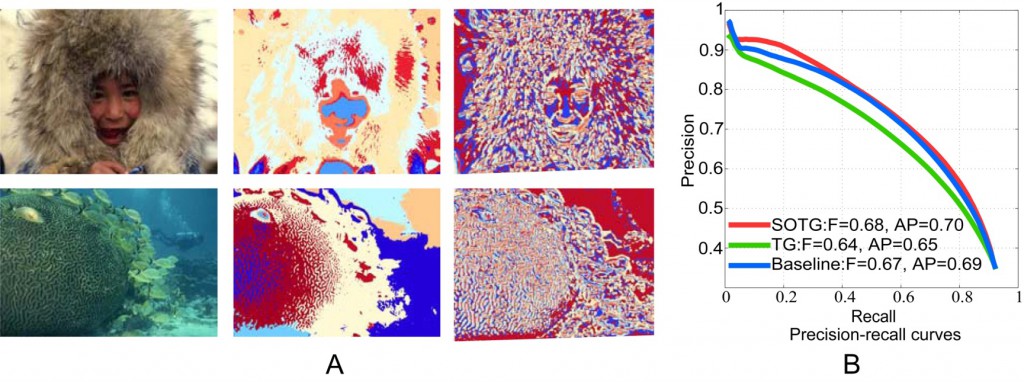 1
0.9
0.8
0.7
0.6
0.5
0.4
Precision
SOTG:F=0.68, AP=0.70
TG:F=0.64, AP=0.65
Baseline:F=0.67, AP=0.69
0 0.2 0.4 0.6 0.8 1
Recall
Precision-recall curves
A B